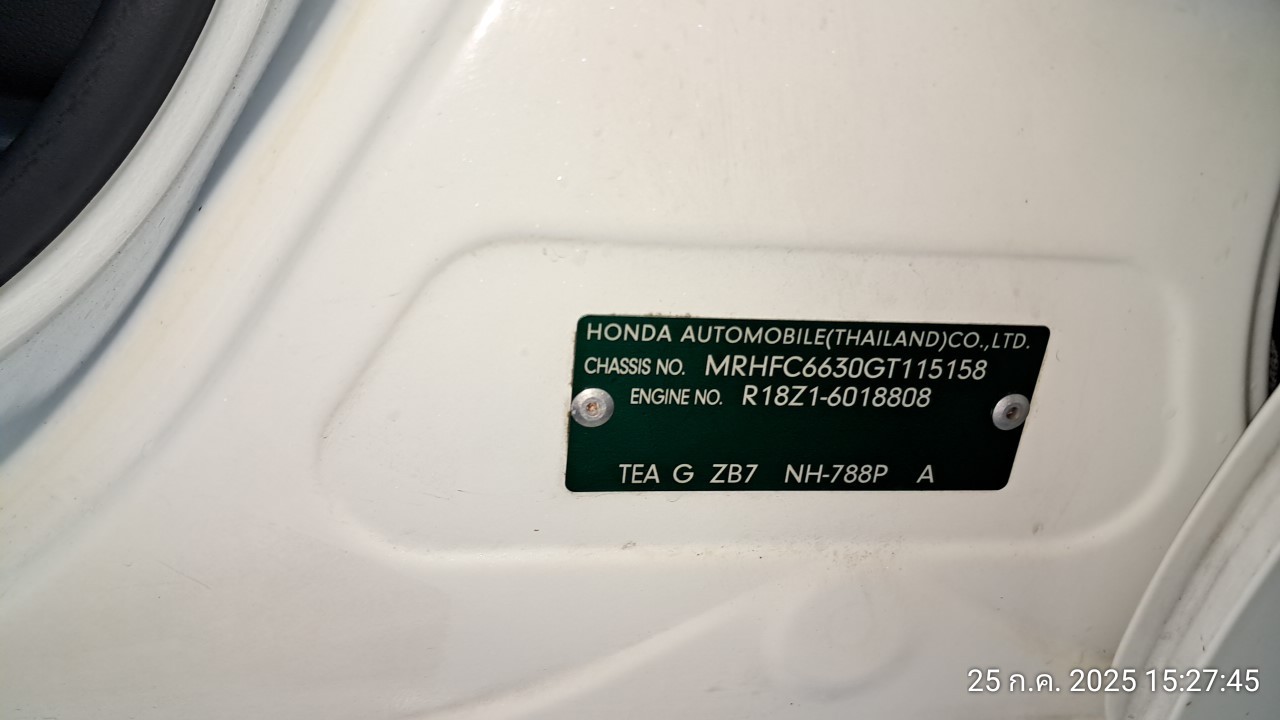 HONDA AUTOMOBILE(THAILAND)CO.,LTD.
CHASSIS NO. MRHFC6630GT115158
ENGINE NO. R18Z1-6018808
TEA G ZB7 NH-788P A
25 ก.ค. 2025 15:27:45